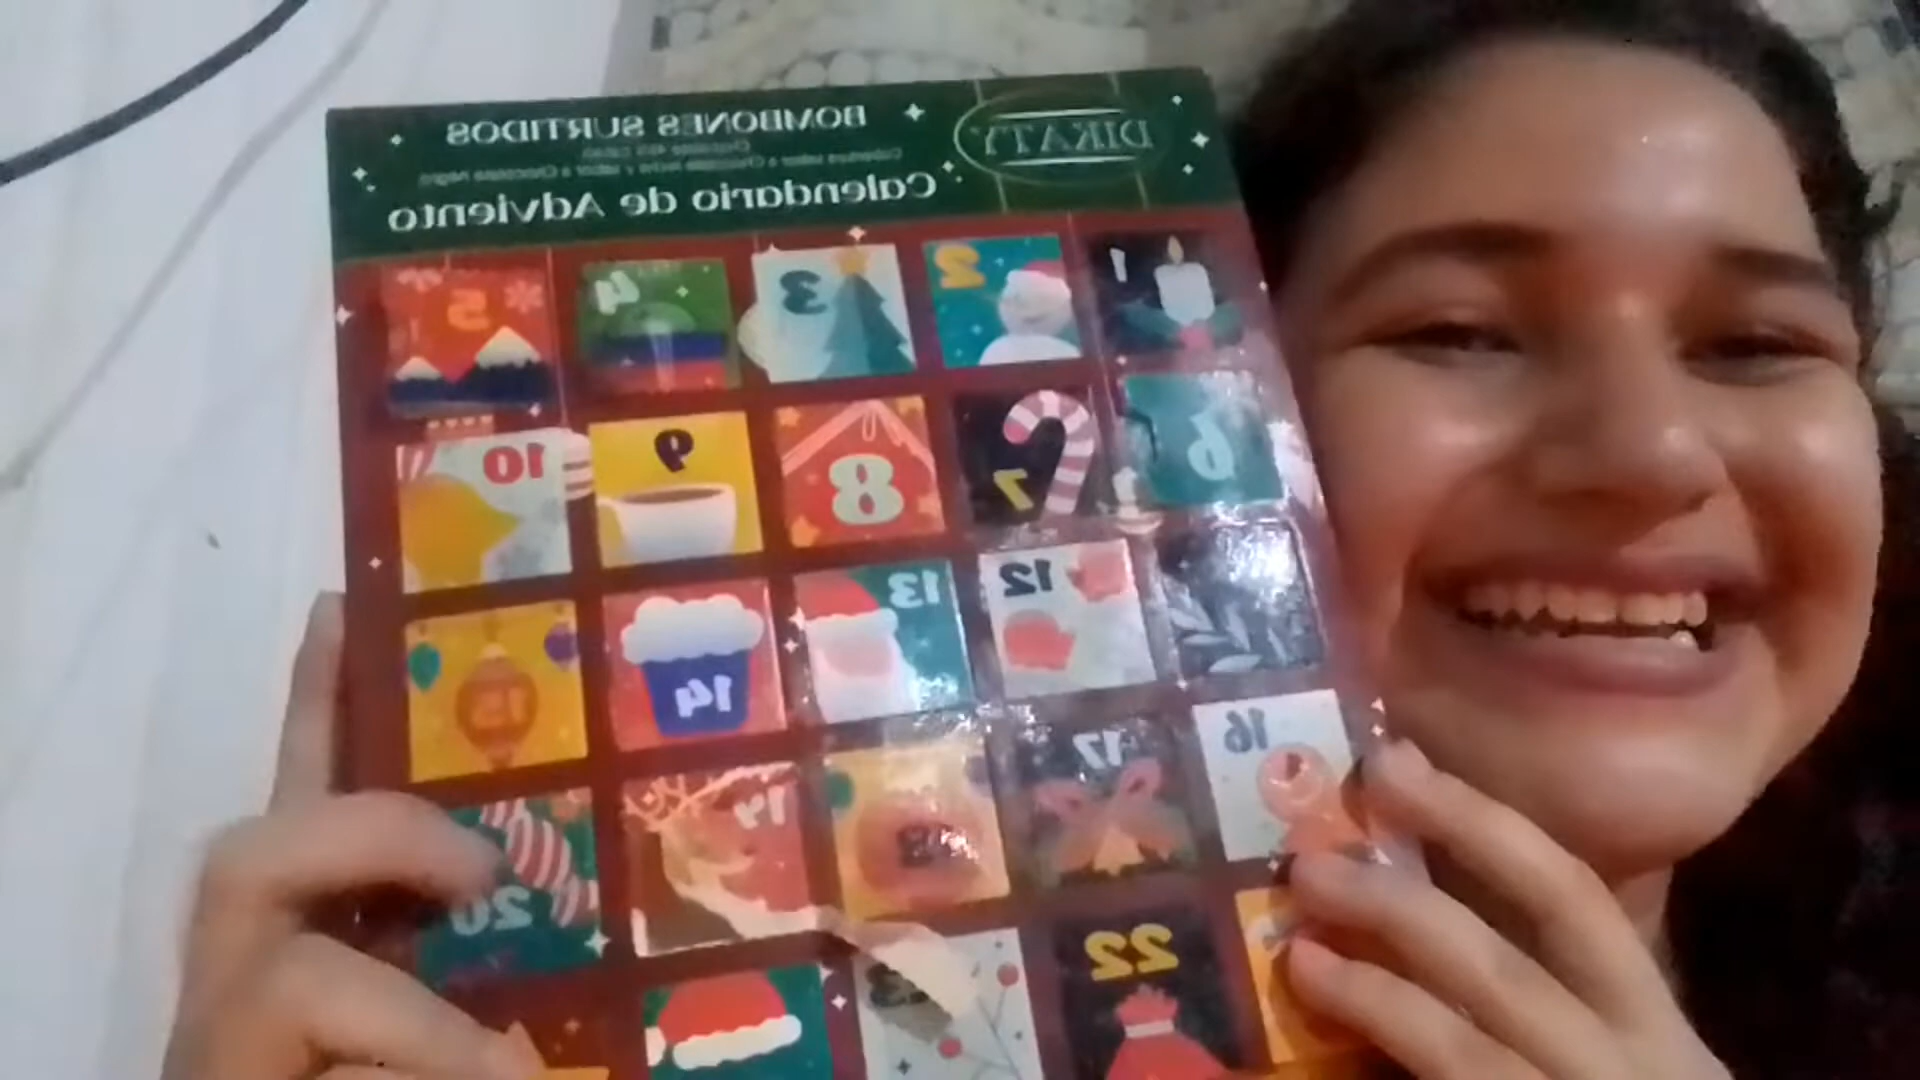 DIKATY
BOMBONES SURTIDOS
Calendario de Adviento
1 2 3 4 5
6 7 8 9 10
12 13 14 15
16 17 19 20
22